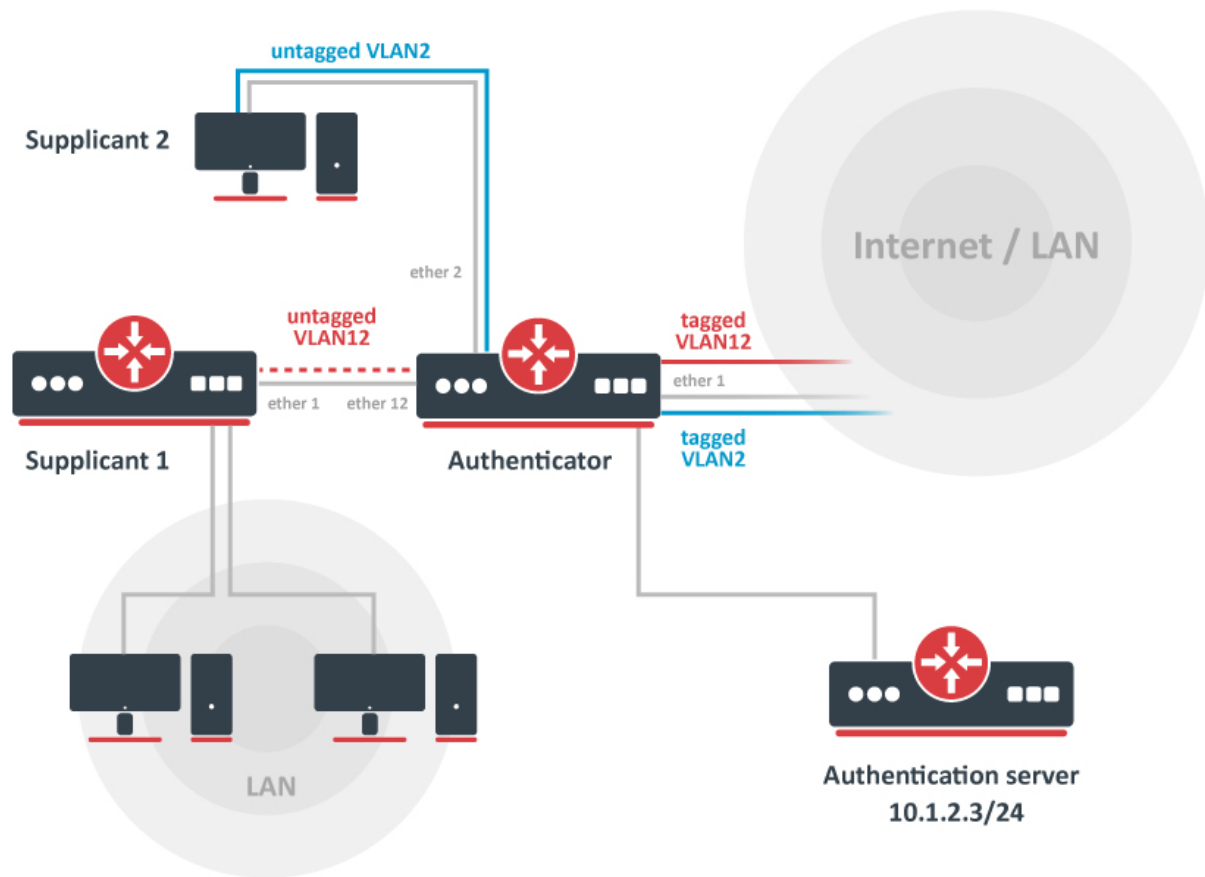 untagged VLAN2
Supplicant 2
Internet / LAN
ether 2
untagged
VLAN12
tagged
VLAN12
ether 1
ether 1
ether 12
Supplicant 1
Authenticator
tagged
VLAN2
LAN
Authentication server
10.1.2.3/24